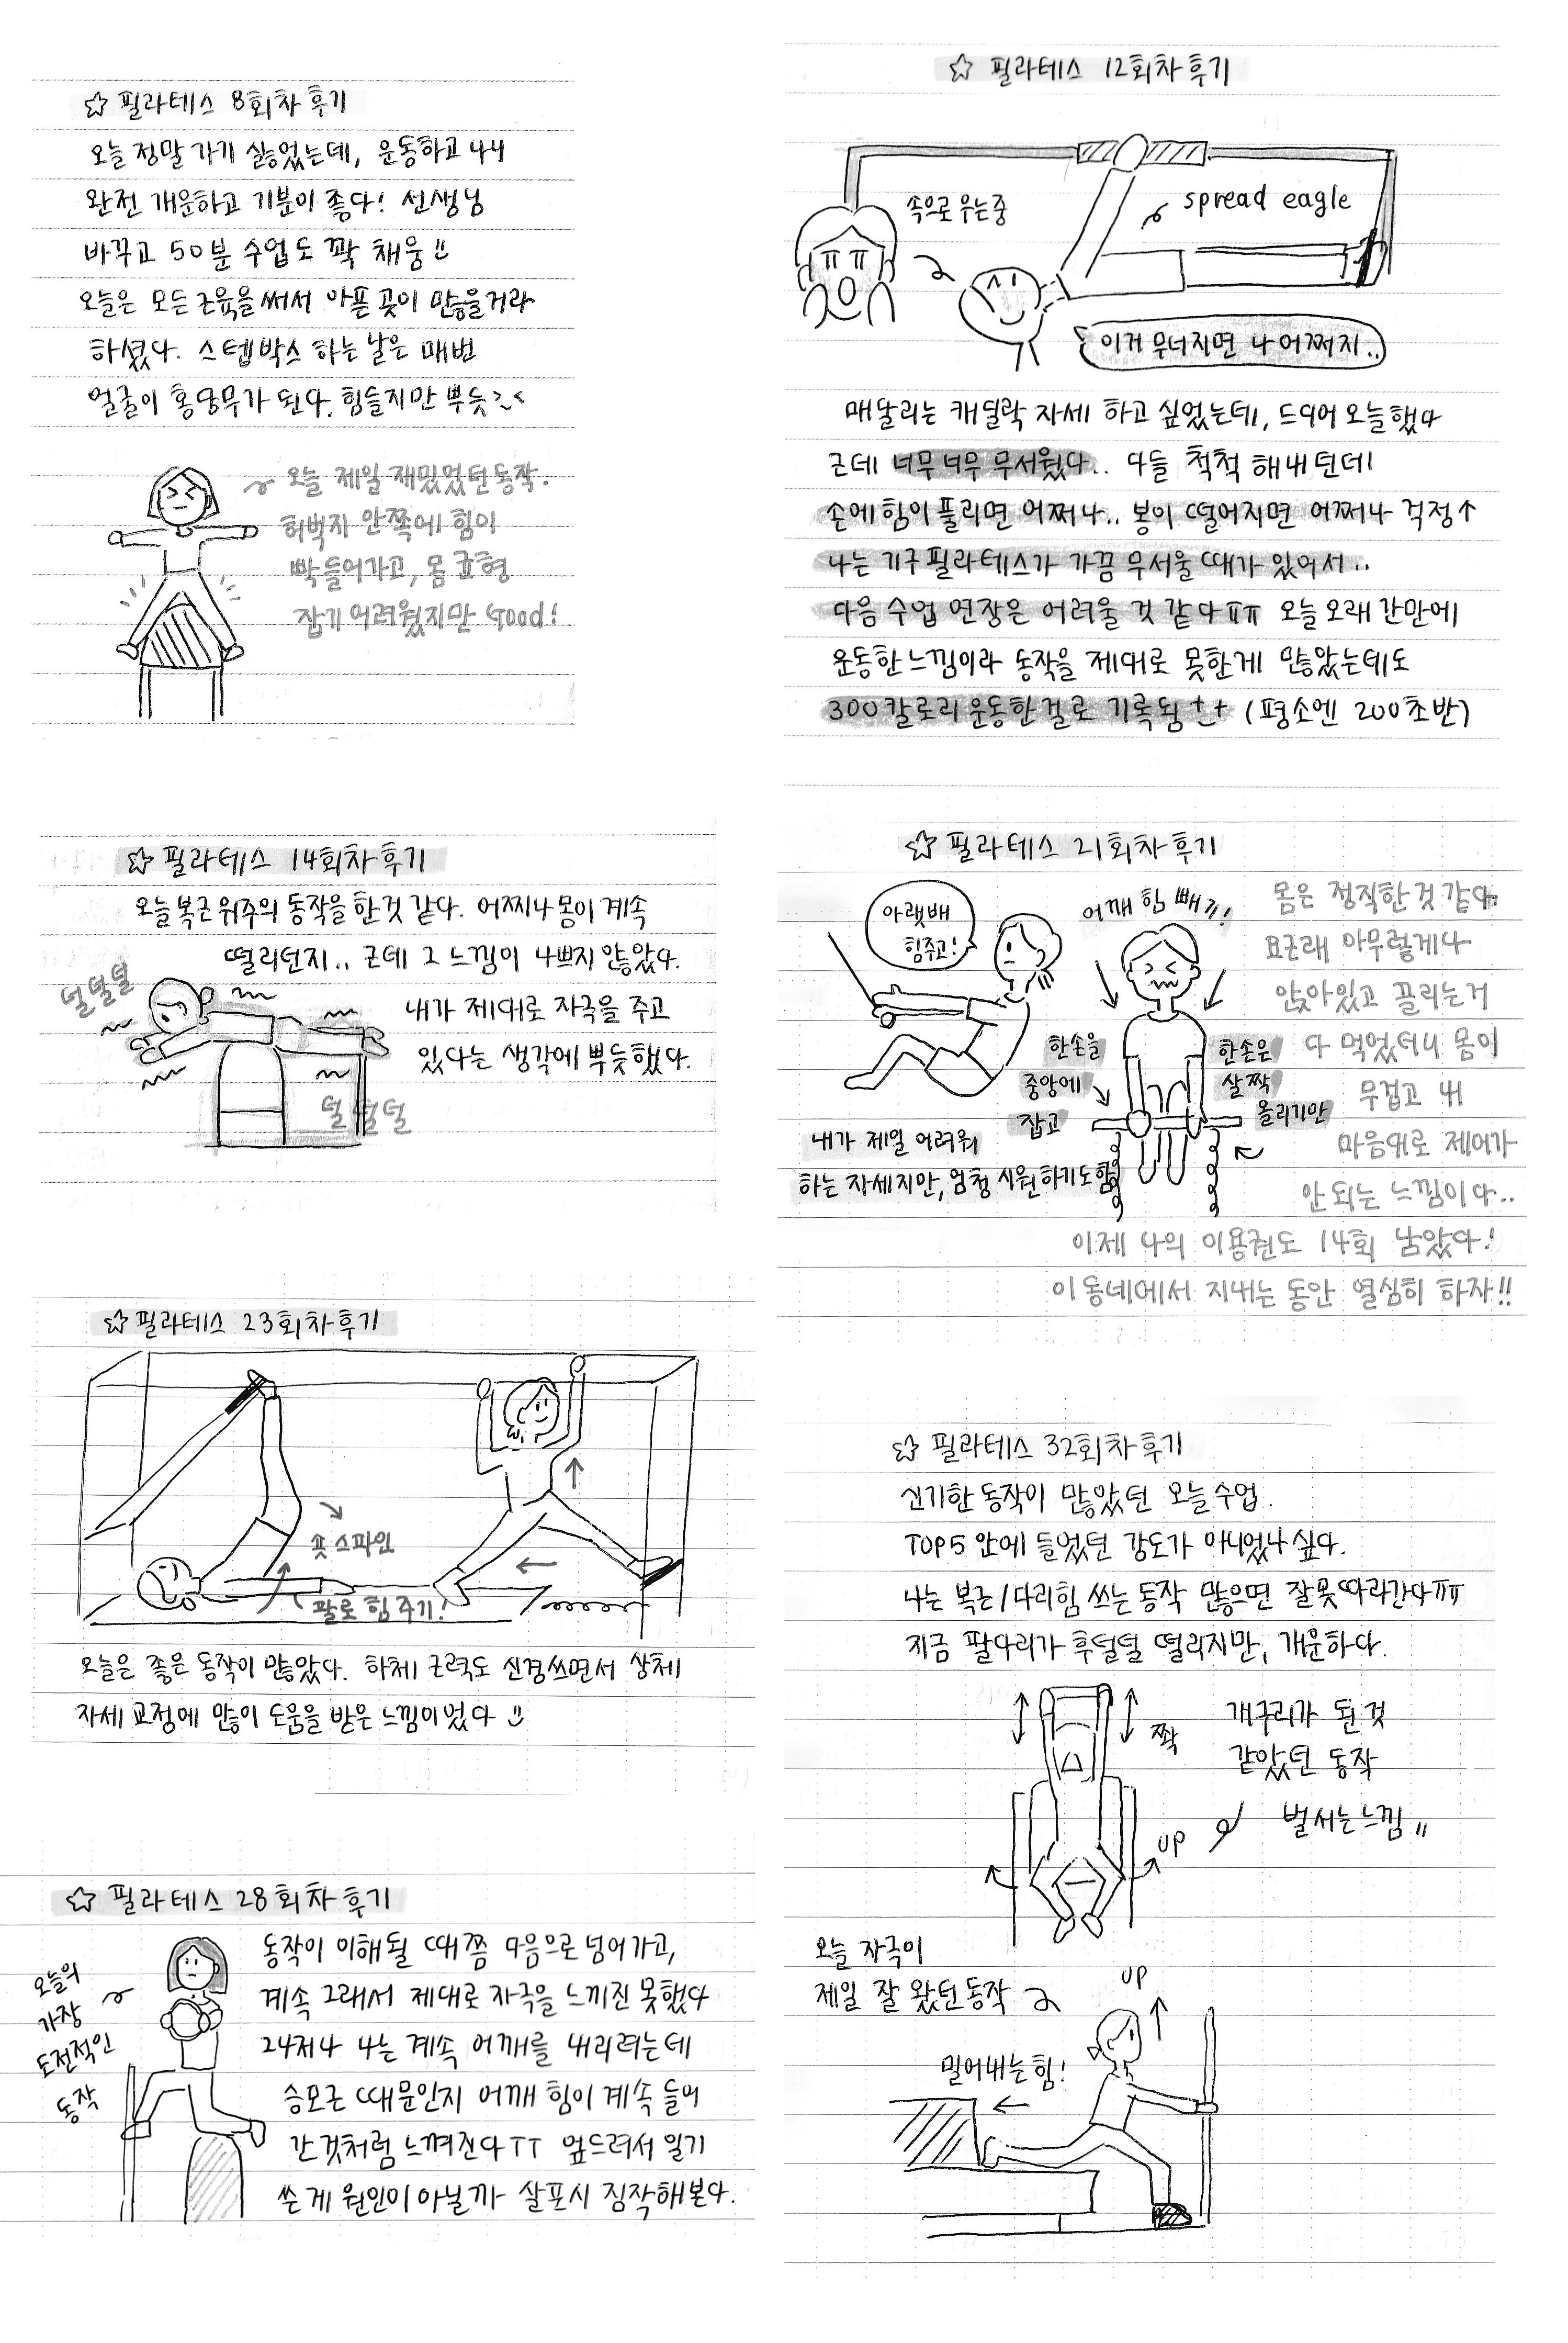 ☆ 필라테스 8회차 후기
오늘 정말 가기 싫었는데, 운동하고 나니
완전 개운하고 기분이 좋다! 선생님
바꾸고 50분 수업도 꽉 채움!!
오늘은 모든 근육을 써서 아픈 곳이 많을거라
하셨다. 스텝박스 하는 날은 매번
얼굴이 홍당무가 된다. 힘들지만 뿌듯>.<
오늘 제일 재밌었던 동작.
허벅지 안쪽에 힘이
빡 들어가고, 몸 균형
잡기 어려웠지만 Good!
☆ 필라테스 12회차 후기
속으로 우는 중
spread eagle
이거 무너지면 나 어쩌지..
매달리는 캐딜락 자세 하고 싶었는데, 드디어 오늘 했다
근데 너무 너무 무서웠다.. 다들 척척 해내던데
손에 힘이 풀리면 어쩌나.. 봉이 떨어지면 어쩌나 걱정↑
나는 기구 필라테스가 가끔 무서울 때가 있어서..
다음 수업 연장은 어려울 것 같다ㅠㅠ 오늘 오래간만에
운동한 느낌이라 동작을 제대로 못한게 많았는데도
300칼로리 운동한걸로 기록됨 (평소엔 200초반)
☆ 필라테스 14회차 후기
오늘 복근 위주의 동작을 한것 같다. 어찌나 몸이 계속
떨리던지.. 근데 그 느낌이 나쁘지 않았다.
내가 제대로 자극을 주고
있다는 생각에 뿌듯했다.
덜덜덜
덜덜덜
☆ 필라테스 21회차 후기
아랫배
힘주고!
어깨 힘 빼기!
한손을
중앙에
잡고
한손은
살짝
올리기만
내가 제일 어려워
하는 자세지만, 엄청 시원하기도 함
몸은 정직한 것 같다.
요근래 아무렇게나
앉아있고 끌리는거
다 먹었더니 몸이
무겁고 내
마음대로 제어가
안 되는 느낌이다..
이제 나의 이용권도 14회 남았다!
이 동네에서 지내는 동안 열심히 하자!!
☆ 필라테스 23회차 후기
숏 스파인
팔로 힘 주기!
오늘은 좋은 동작이 많았다. 하체 근력도 신경쓰면서 상체
자세 교정에 많이 도움을 받은 느낌이었다
☆ 필라테스 28회차 후기
오늘의
가장
도전적인
동작
동작이 이해될 때쯤 다음으로 넘어가고,
계속 그래서 제대로 자극을 느끼진 못했다
그나저나 나는 계속 어깨를 내리려는데
승모근 때문인지 어깨 힘이 계속 들어
간 것처럼 느껴진다ㅜㅜ 엎드려서 일기
쓴 게 원인이 아닐까 살포시 짐작해본다.
☆ 필라테스 32회차 후기
신기한 동작이 많았던 오늘 수업.
TOP5 안에 들었던 강도가 아니었나 싶다.
나는 복근/다리힘 쓰는 동작 많으면 잘 못 따라간다ㅠㅠ
지금 팔다리가 후덜덜 떨리지만, 개운하다.
쫙
개구리가 된 것
같았던 동작
벌서는 느낌
up
오늘 자극이
제일 잘 왔던 동작
up
밀어내는 힘!